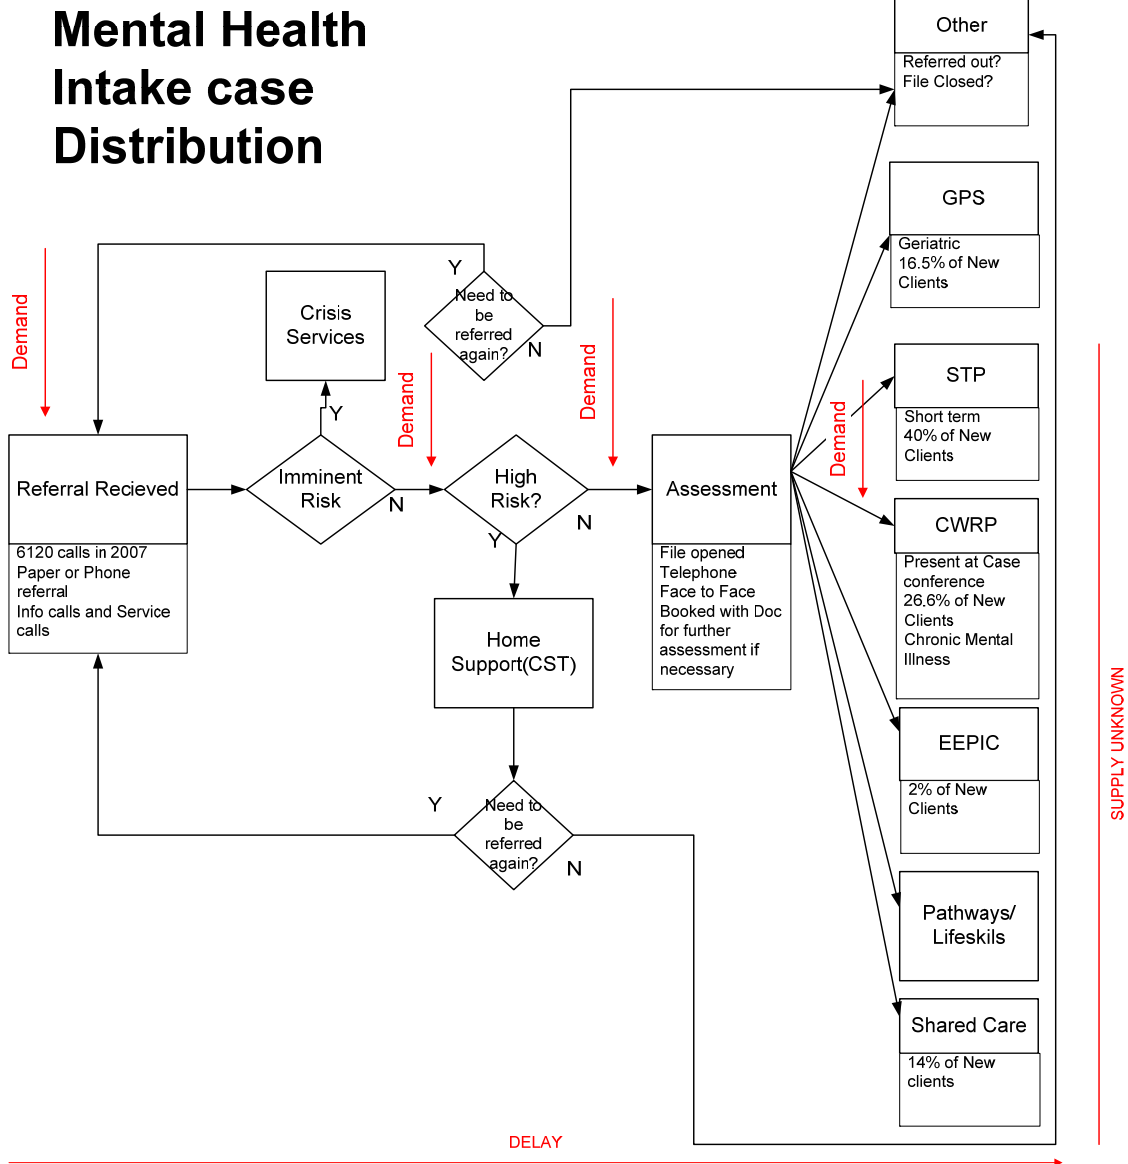 Mental Health
Intake case
Distribution
Other
Referred out?
File Closed?
GPS
Geriatric
16.5% of New
Clients
Y
Need to
be
referred
again?
N
Crisis
Services
Demand
Demand
Demand
Demand
STP
Short term
40% of New
Clients
Y
Referral Recieved
6120 calls in 2007
Paper or Phone
referral
Info calls and Service
calls
Imminent
Risk
N
High
Risk?
N
Y
Assessment
File opened
Telephone
Face to Face
Booked with Doc
for further
assessment if
necessary
CWRP
Present at Case
conference
26.6% of New
Clients
Chronic Mental
Illness
Home
Support(CST)
EEPIC
2% of New
Clients
SUPPLY UNKNOWN
Y
Need to
be
referred
again?
N
Pathways/
Lifeskils
Shared Care
14% of New
clients
DELAY